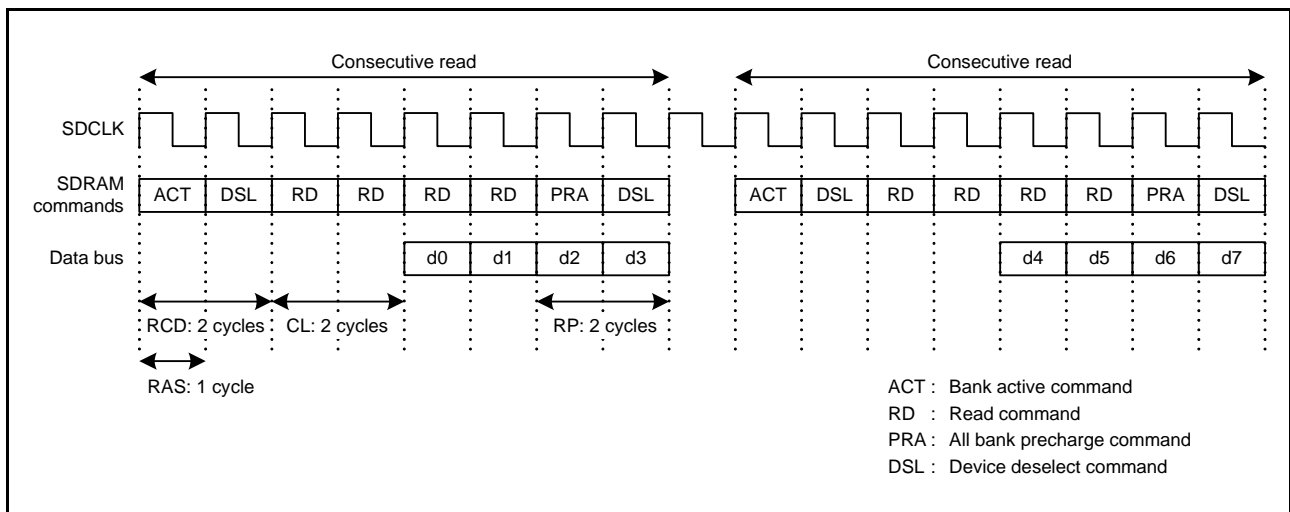 Consecutive read Consecutive read
SDCLK
SDRAM commands ACT DSL RD RD RD RD PRA DSL ACT DSL RD RD RD RD PRA DSL
Data bus d0 d1 d2 d3 d4 d5 d6 d7
RCD: 2 cycles CL: 2 cycles RP: 2 cycles
RAS: 1 cycle
ACT : Bank active command
RD : Read command
PRA : All bank precharge command
DSL : Device deselect command